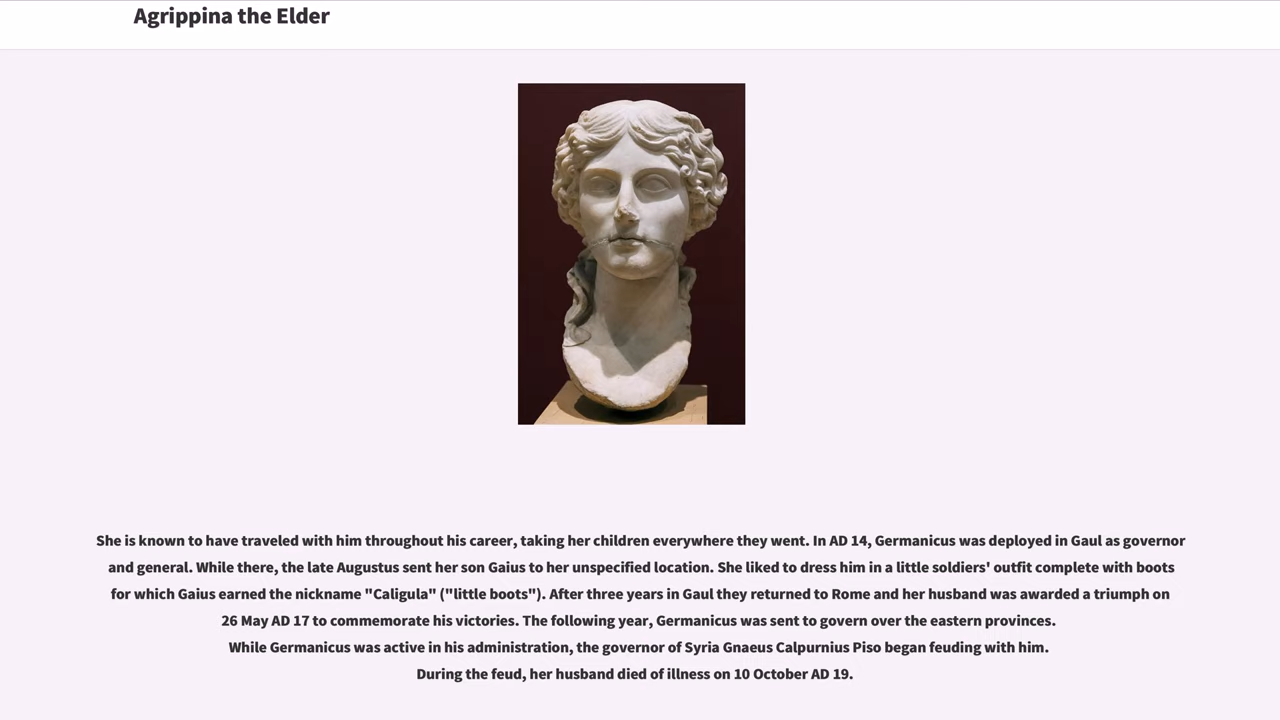 Agrippina the Elder
She is known to have traveled with him throughout his career, taking her children everywhere they went. In AD 14, Germanicus was deployed in Gaul as governor
and general. While there, the late Augustus sent her son Gaius to her unspecified location. She liked to dress him in a little soldiers' outfit complete with boots
for which Gaius earned the nickname "Caligula" ("little boots"). After three years in Gaul they returned to Rome and her husband was awarded a triumph on
26 May AD 17 to commemorate his victories. The following year, Germanicus was sent to govern over the eastern provinces.
While Germanicus was active in his administration, the governor of Syria Gnaeus Calpurnius Piso began feuding with him.
During the feud, her husband died of illness on 10 October AD 19.